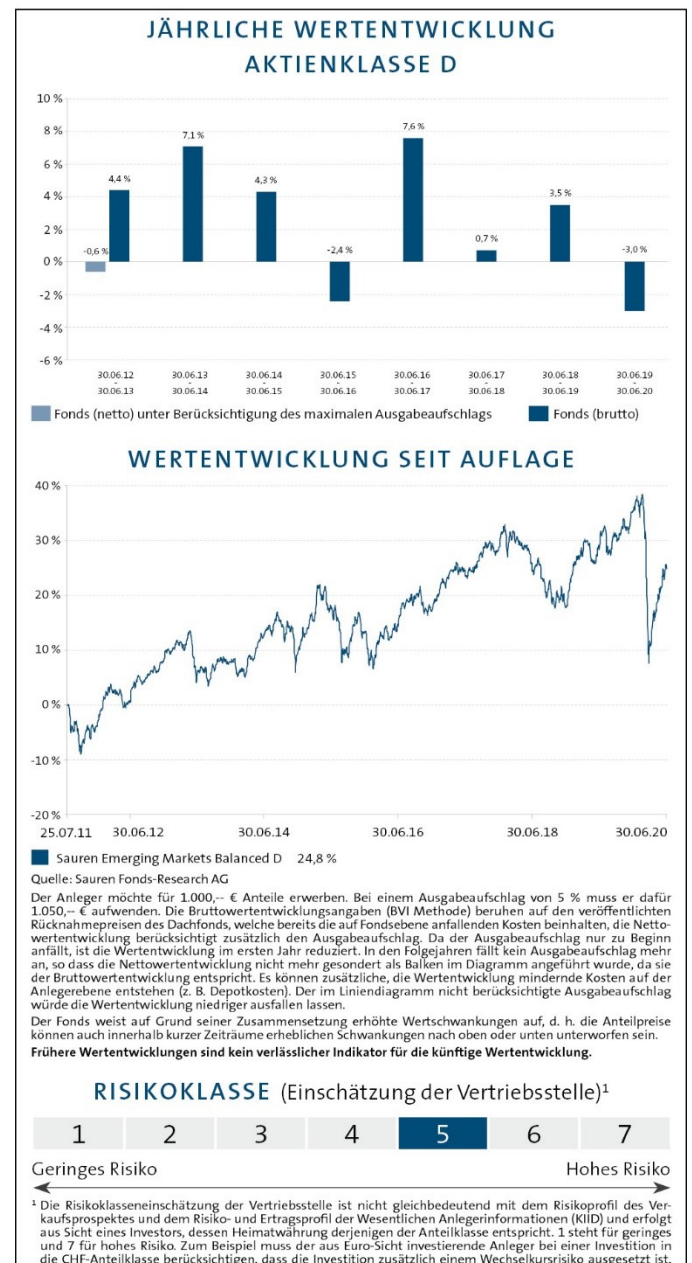 JÄHRLICHE WERTENTWICKLUNG
AKTIENKLASSE D
10 %
8 %
6 %
4 %
2 %
0 %
-2 %
-4 %
-6 %
-0,6 %
4,4 %
7,1 %
4,3 %
-2,4 %
7,6 %
0,7 %
3,5 %
-3,0 %
30.06.12 - 30.06.13
30.06.13 - 30.06.14
30.06.14 - 30.06.15
30.06.15 - 30.06.16
30.06.16 - 30.06.17
30.06.17 - 30.06.18
30.06.18 - 30.06.19
30.06.19 - 30.06.20
Fonds (netto) unter Berücksichtigung des maximalen Ausgabeaufschlags Fonds (brutto)
WERTENTWICKLUNG SEIT AUFLAGE
40 %
30 %
20 %
10 %
0 %
-10 %
-20 %
25.07.11 30.06.12 30.06.14 30.06.16 30.06.18 30.06.20
Sauren Emerging Markets Balanced D 24,8 %
Quelle: Sauren Fonds-Research AG
Der Anleger möchte für 1.000,-- € Anteile erwerben. Bei einem Ausgabeaufschlag von 5 % muss er dafür
1.050,-- € aufwenden. Die Bruttowertentwicklungsangaben (BVI Methode) beruhen auf den veröffentlichten
Rücknahmepreisen des Dachfonds, welche bereits die auf Fondsebene anfallenden Kosten beinhalten, die Netto-
wertentwicklung berücksichtigt zusätzlich den Ausgabeaufschlag. Da der Ausgabeaufschlag nur zu Beginn
anfällt, ist die Wertentwicklung im ersten Jahr reduziert. In den Folgejahren fällt kein Ausgabeaufschlag mehr
an, so dass die Nettowertentwicklung nicht mehr gesondert als Balken im Diagramm angeführt wurde, da sie
der Bruttowertentwicklung entspricht. Es können zusätzliche, die Wertentwicklung mindernde Kosten auf der
Anlegerebene entstehen (z. B. Depotkosten). Der im Liniendiagramm nicht berücksichtigte Ausgabeaufschlag
würde die Wertentwicklung niedriger ausfallen lassen.
Der Fonds weist auf Grund seiner Zusammensetzung erhöhte Wertschwankungen auf, d. h. die Anteilpreise
können auch innerhalb kurzer Zeiträume erheblichen Schwankungen nach oben oder unten unterworfen sein.
Frühere Wertentwicklungen sind kein verlässlicher Indikator für die künftige Wertentwicklung.
RISIKOKLASSE (Einschätzung der Vertriebsstelle)¹
1 2 3 4 5 6 7
Geringes Risiko Hohes Risiko
¹ Die Risikoklasseneinschätzung der Vertriebsstelle ist nicht gleichbedeutend mit dem Risikoprofil des Ver-
kaufsprospektes und dem Risiko- und Ertragsprofil der Wesentlichen Anlegerinformationen (KIID) und erfolgt
aus Sicht eines Investors, dessen Heimatwährung derjenigen der Anteilklasse entspricht. 1 steht für geringes
und 7 für hohes Risiko. Zum Beispiel muss der aus Euro-Sicht investierende Anleger bei einer Investition in
die CHF-Anteilklasse berücksichtigen, dass die Investition zusätzlich einem Wechselkursrisiko ausgesetzt ist.